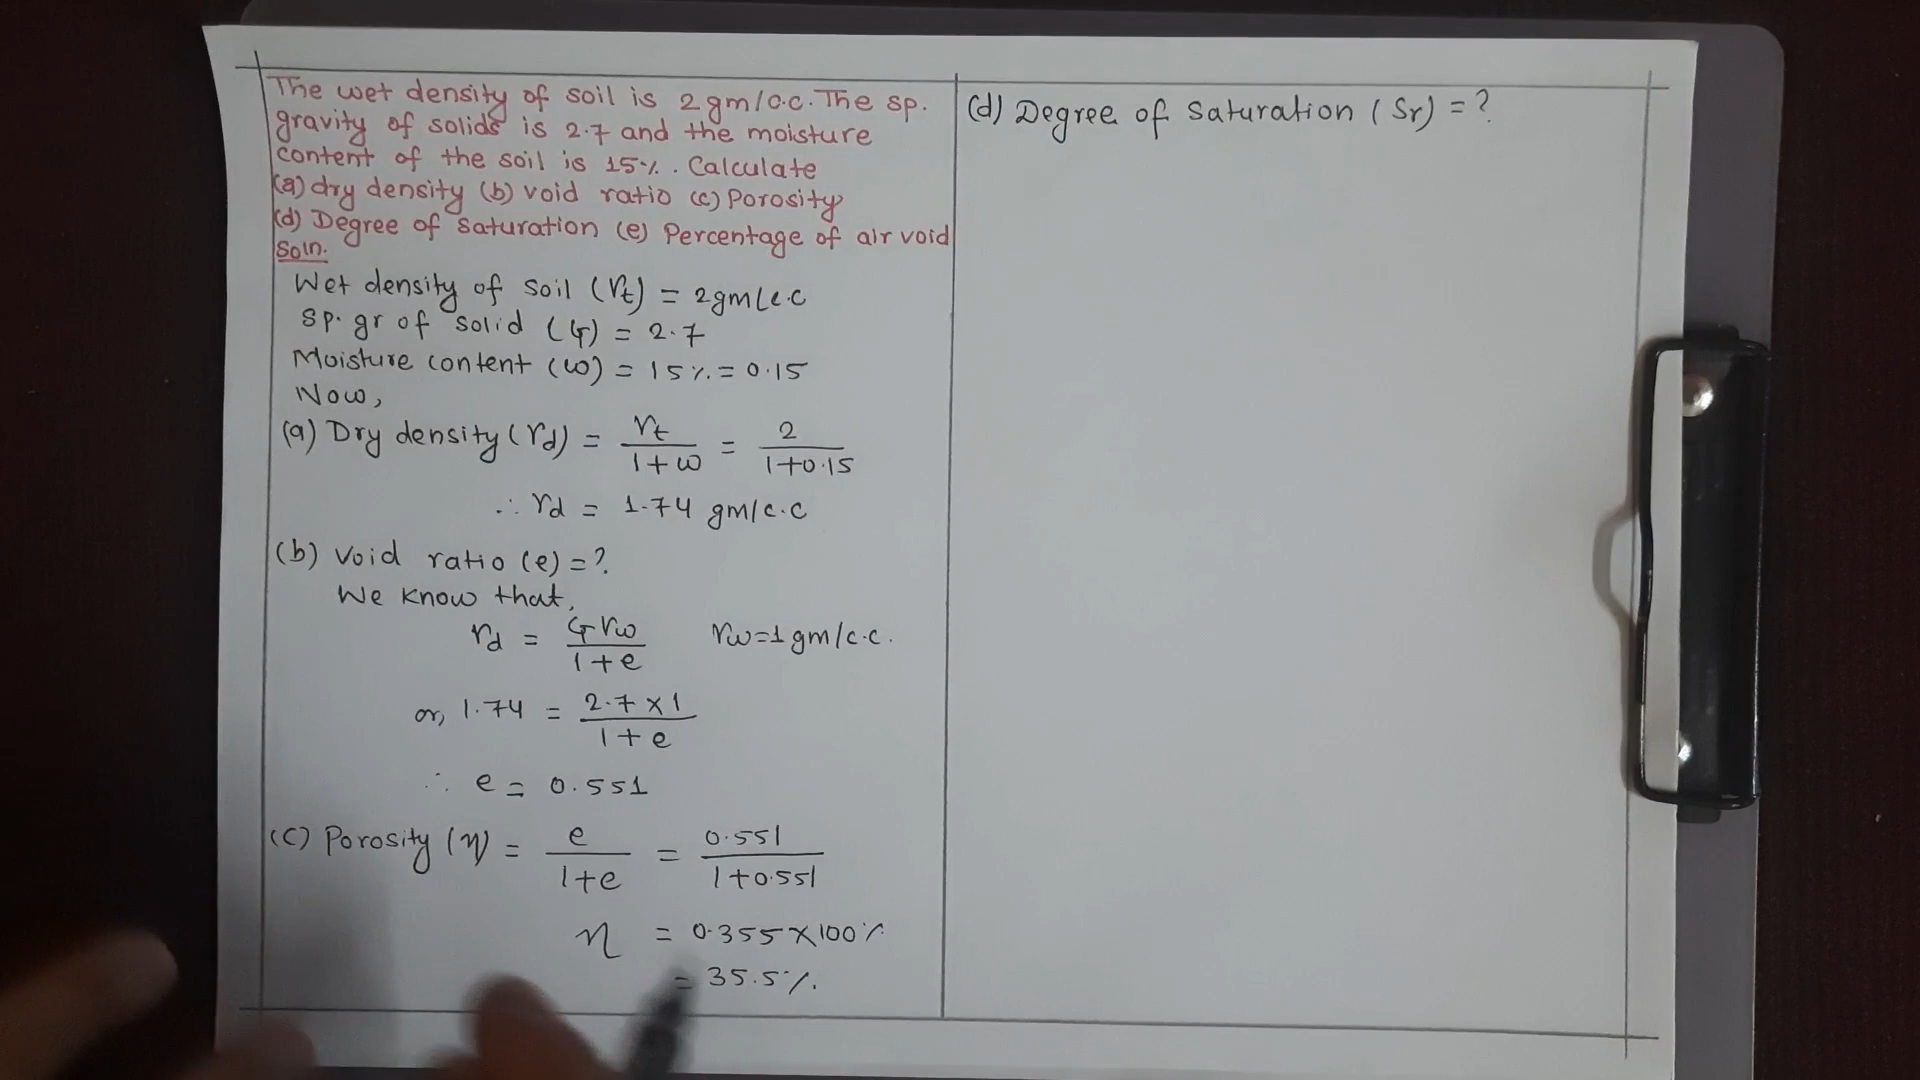 The wet density of soil is 2 gm/c.c. The sp.
gravity of solids is 2.7 and the moisture
content of the soil is 15%. Calculate
(a) dry density (b) void ratio (c) Porosity
(d) Degree of saturation (e) Percentage of air void
Soln.
Wet density of soil (γt) = 2gm/c.c
Sp. gr of solid (G) = 2.7
Moisture content (ω) = 15% = 0.15
Now,
(a) Dry density (γd) = γt / 1+ω = 2 / 1+0.15
∴ γd = 1.74 gm/c.c
(b) Void ratio (e) = ?
We know that,
γd = Gγω / 1+e γω=1gm/c.c.
or, 1.74 = 2.7 × 1 / 1+e
∴ e = 0.551
(c) Porosity (η) = e / 1+e = 0.551 / 1+0.551
η = 0.355×100%
= 35.5%.
(d) Degree of saturation (Sr) = ?